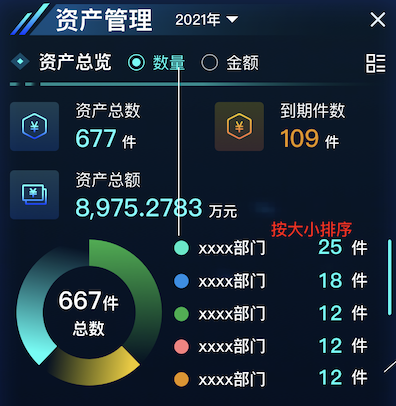 资产管理 2021年
资产总览 数量 金额
资产总数 到期件数
677 件 109 件
资产总额
8,975.2783 万元
按大小排序
xxxx部门 25 件
xxxx部门 18 件
667件
总数
xxxx部门 12 件
xxxx部门 12 件
xxxx部门 12 件